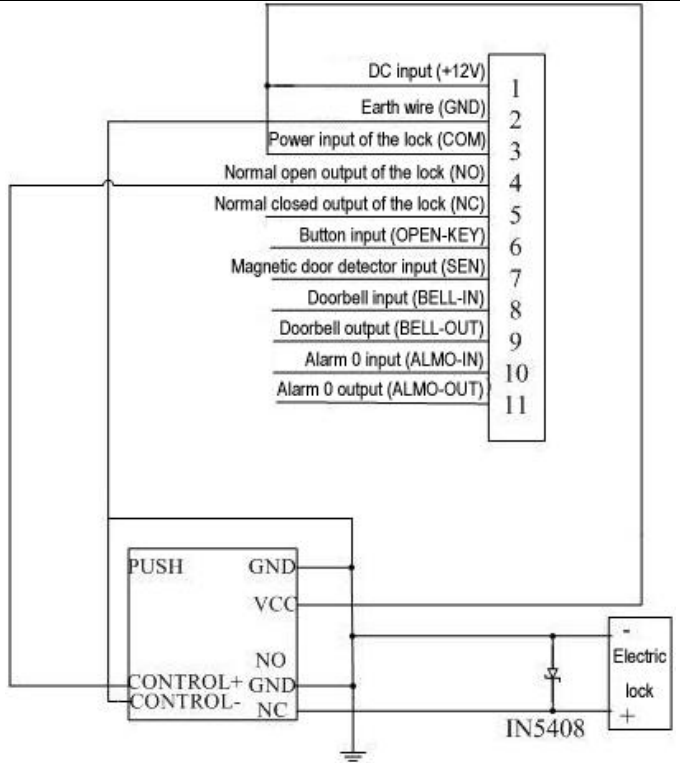 DC input (+12V) 1
Earth wire (GND) 2
Power input of the lock (COM) 3
Normal open output of the lock (NO) 4
Normal closed output of the lock (NC) 5
Button input (OPEN-KEY) 6
Magnetic door detector input (SEN) 7
Doorbell input (BELL-IN) 8
Doorbell output (BELL-OUT) 9
Alarm 0 input (ALMO-IN) 10
Alarm 0 output (ALMO-OUT) 11
PUSH GND
VCC
NO
CONTROL+ GND
CONTROL- NC
-
Electric
lock
+
IN5408